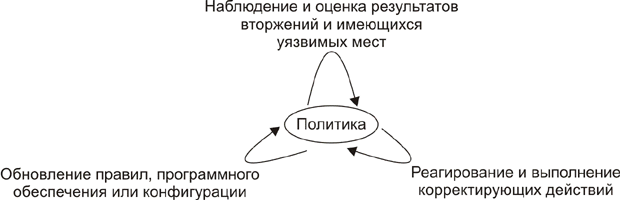 Наблюдение и оценка результатов
вторжений и имеющихся
уязвимых мест
Политика
Обновление правил, программного
обеспечения или конфигурации
Реагирование и выполнение
корректирующих действий